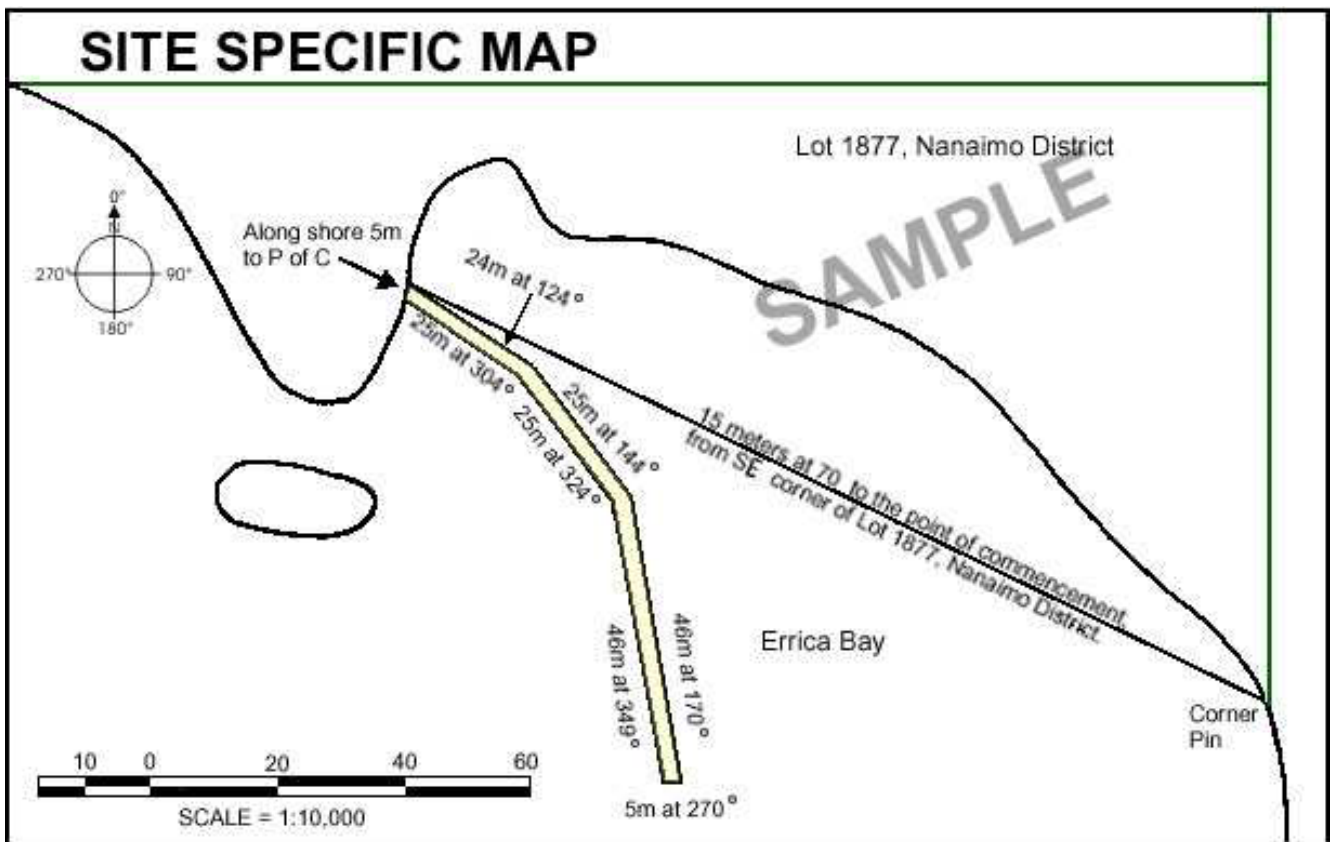 SITE SPECIFIC MAP
Lot 1877, Nanaimo District
SAMPLE
0°
N
270°
90°
180°
Along shore 5m
to P of C
24m at 124°
25m at 304°
25m at 144°
25m at 324°
15 meters at 70 to the point of commencement,
from SE corner of Lot 1877, Nanaimo District.
46m at 170°
46m at 349°
Errica Bay
Corner
Pin
5m at 270°
10 0 20 40 60
SCALE = 1:10,000